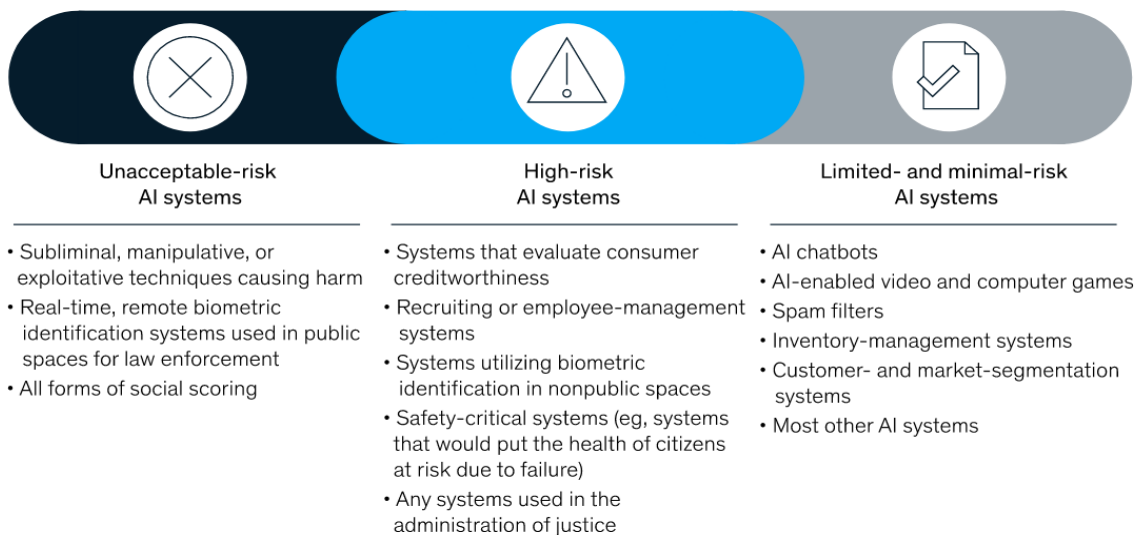 Unacceptable-risk
AI systems
• Subliminal, manipulative, or
exploitative techniques causing harm
• Real-time, remote biometric
identification systems used in public
spaces for law enforcement
• All forms of social scoring
High-risk
AI systems
• Systems that evaluate consumer
creditworthiness
• Recruiting or employee-management
systems
• Systems utilizing biometric
identification in nonpublic spaces
• Safety-critical systems (eg, systems
that would put the health of citizens
at risk due to failure)
• Any systems used in the
administration of justice
Limited- and minimal-risk
AI systems
• AI chatbots
• AI-enabled video and computer games
• Spam filters
• Inventory-management systems
• Customer- and market-segmentation
systems
• Most other AI systems